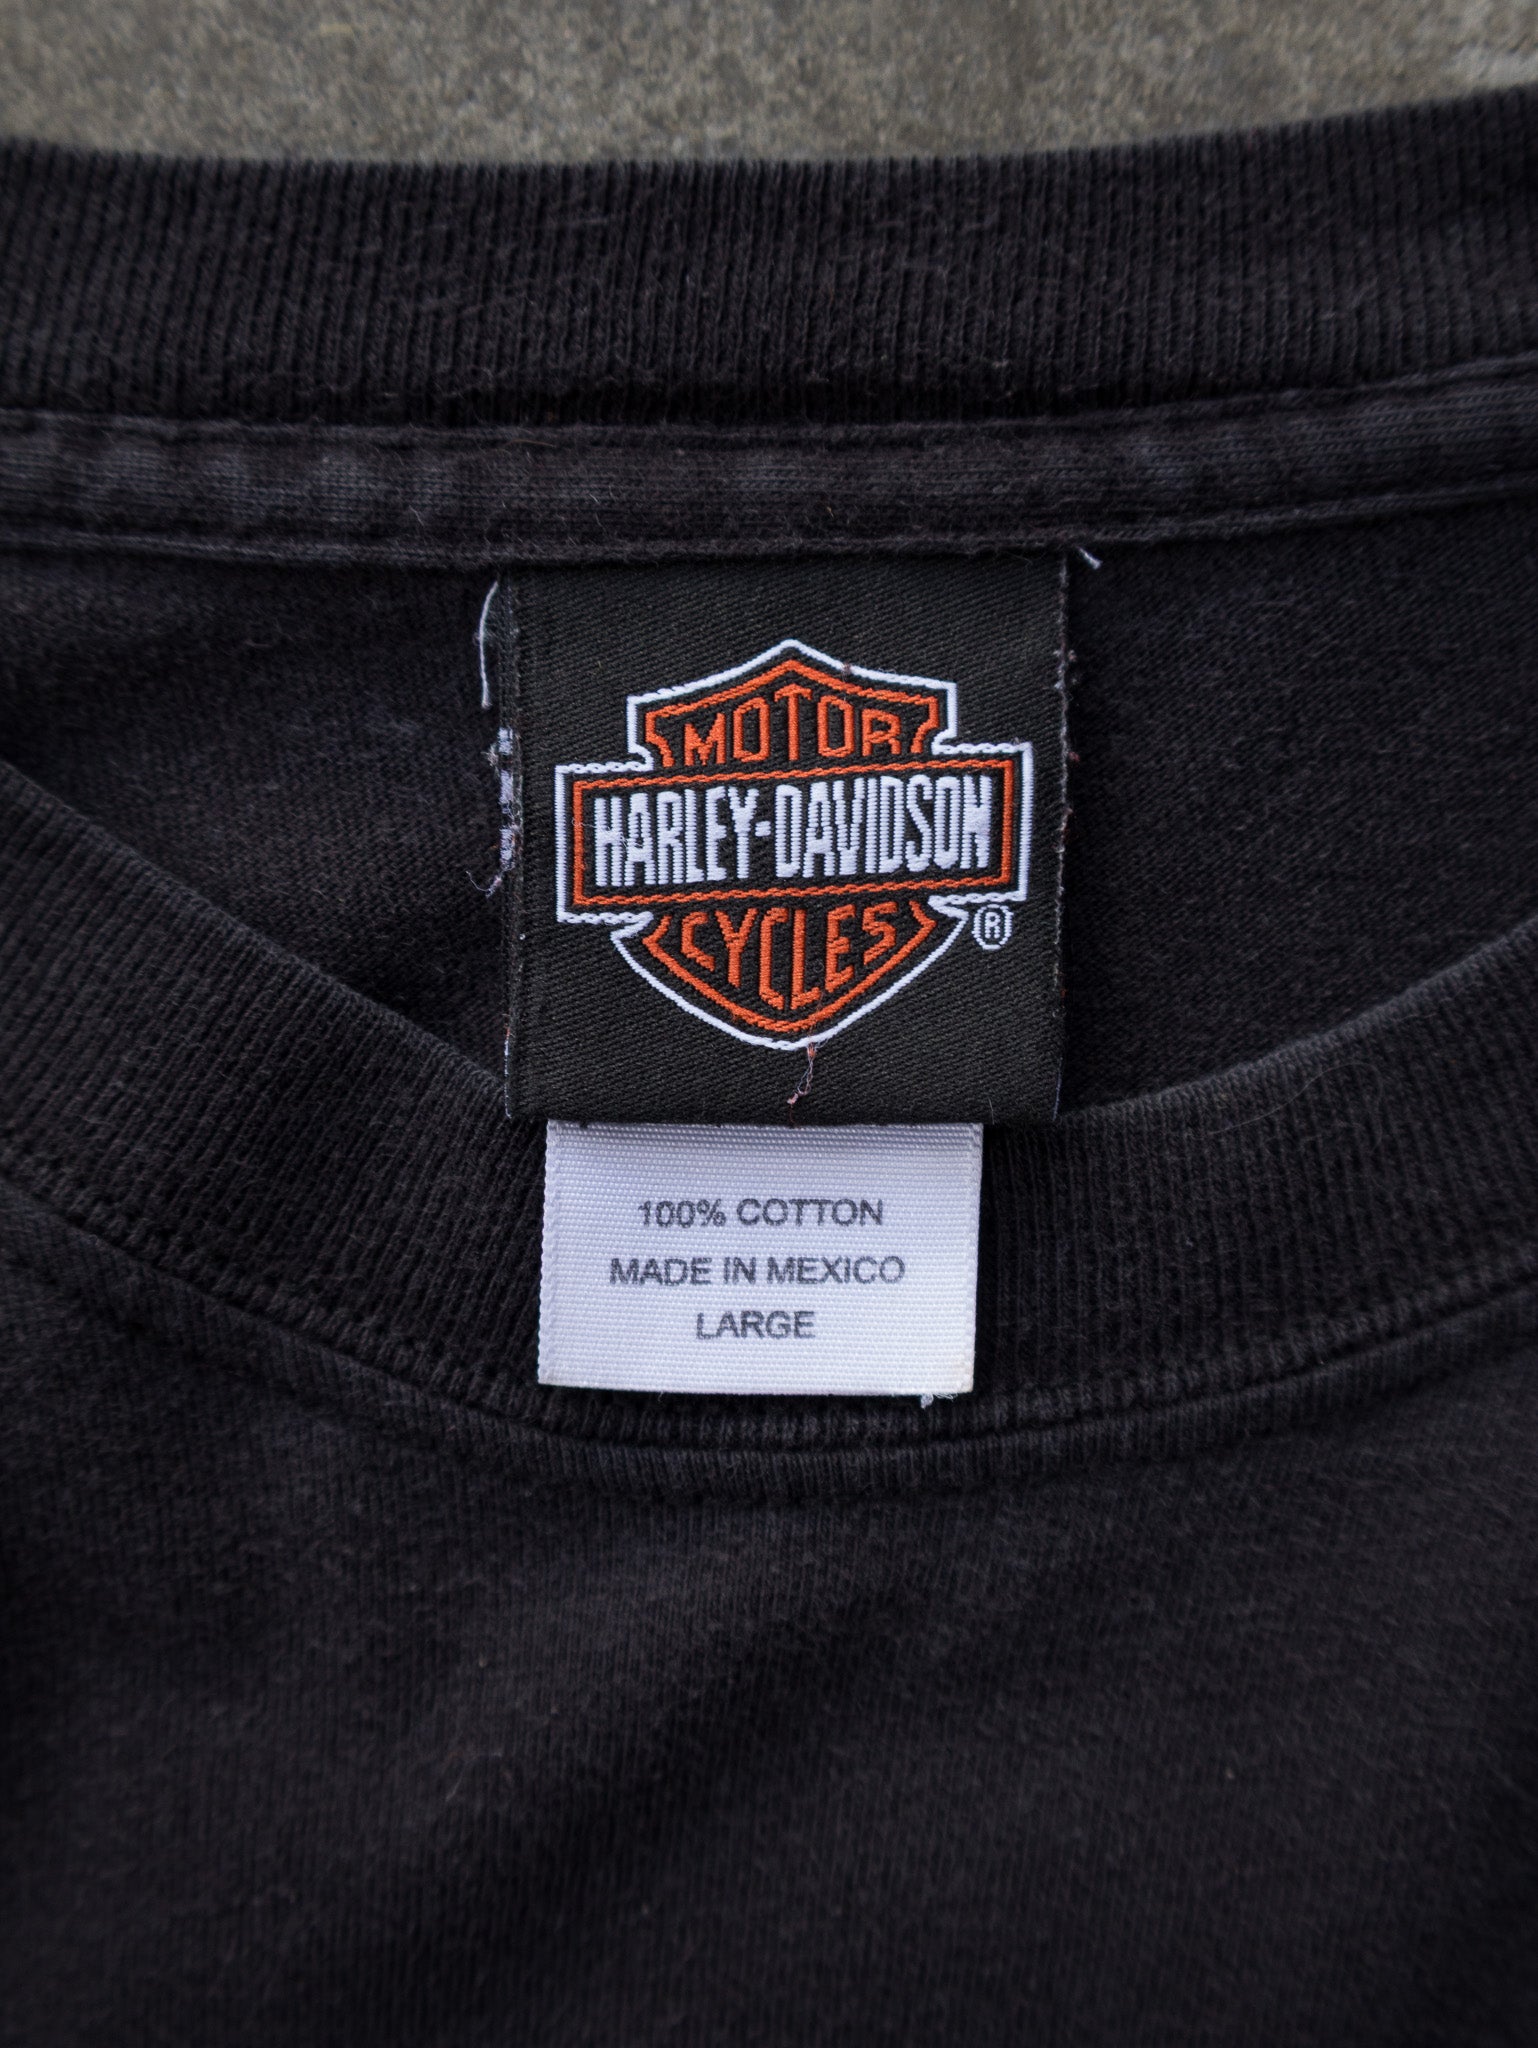 MOTOR
HARLEY-DAVIDSON
CYCLES
®
100% COTTON
MADE IN MEXICO
LARGE